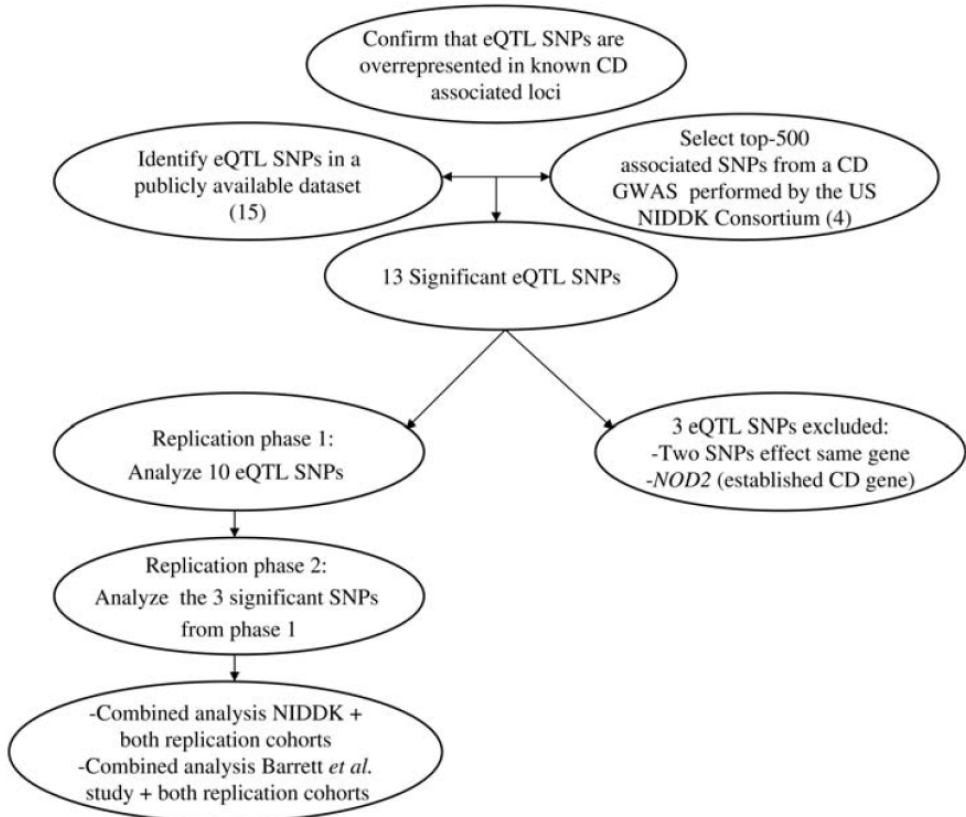 Confirm that eQTL SNPs are
overrepresented in known CD
associated loci
Identify eQTL SNPs in a
publicly available dataset
(15)
Select top-500
associated SNPs from a CD
GWAS performed by the US
NIDDK Consortium (4)
13 Significant eQTL SNPs
Replication phase 1:
Analyze 10 eQTL SNPs
3 eQTL SNPs excluded:
-Two SNPs effect same gene
-NOD2 (established CD gene)
Replication phase 2:
Analyze the 3 significant SNPs
from phase 1
-Combined analysis NIDDK +
both replication cohorts
-Combined analysis Barrett et al.
study + both replication cohorts